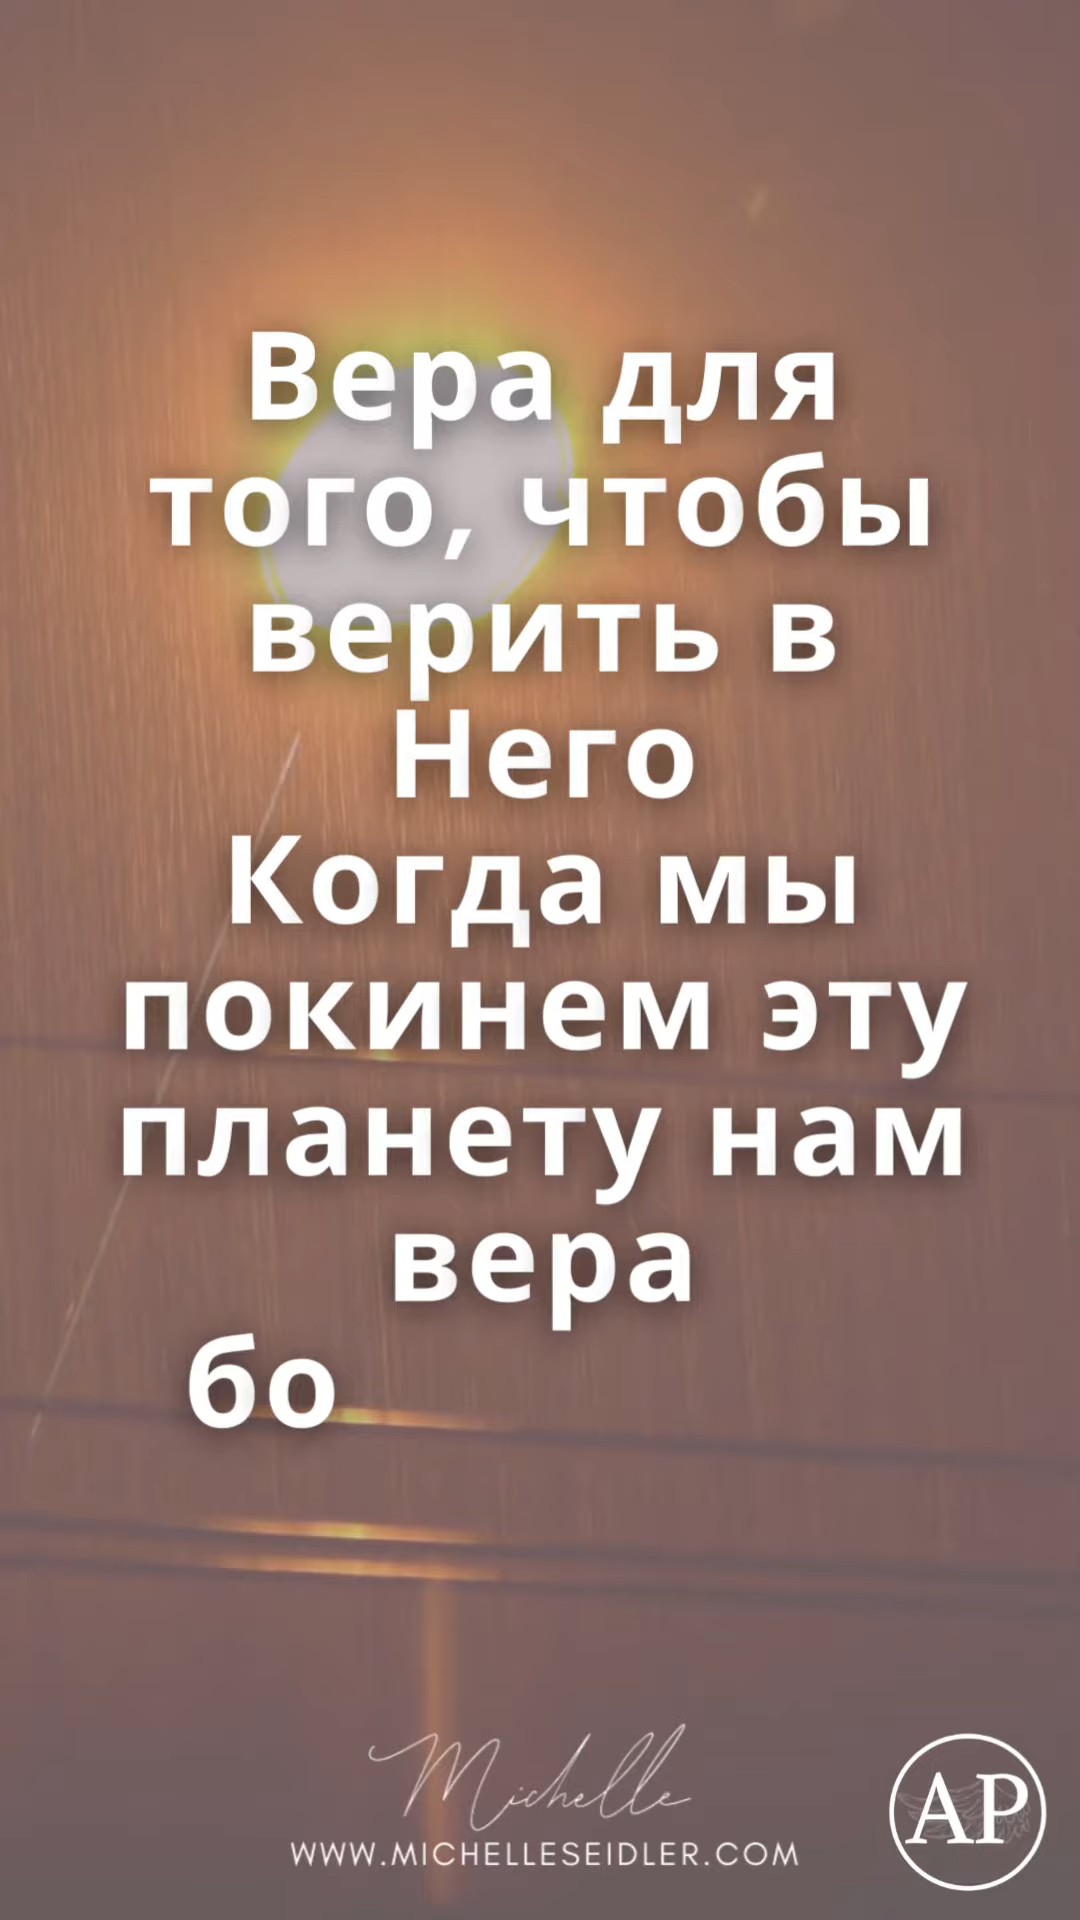 Вера для
того, чтобы
верить в
Него
Когда мы
покинем эту
планету нам
вера
бо
Michelle
WWW.MICHELLESEIDLER.COM
AP